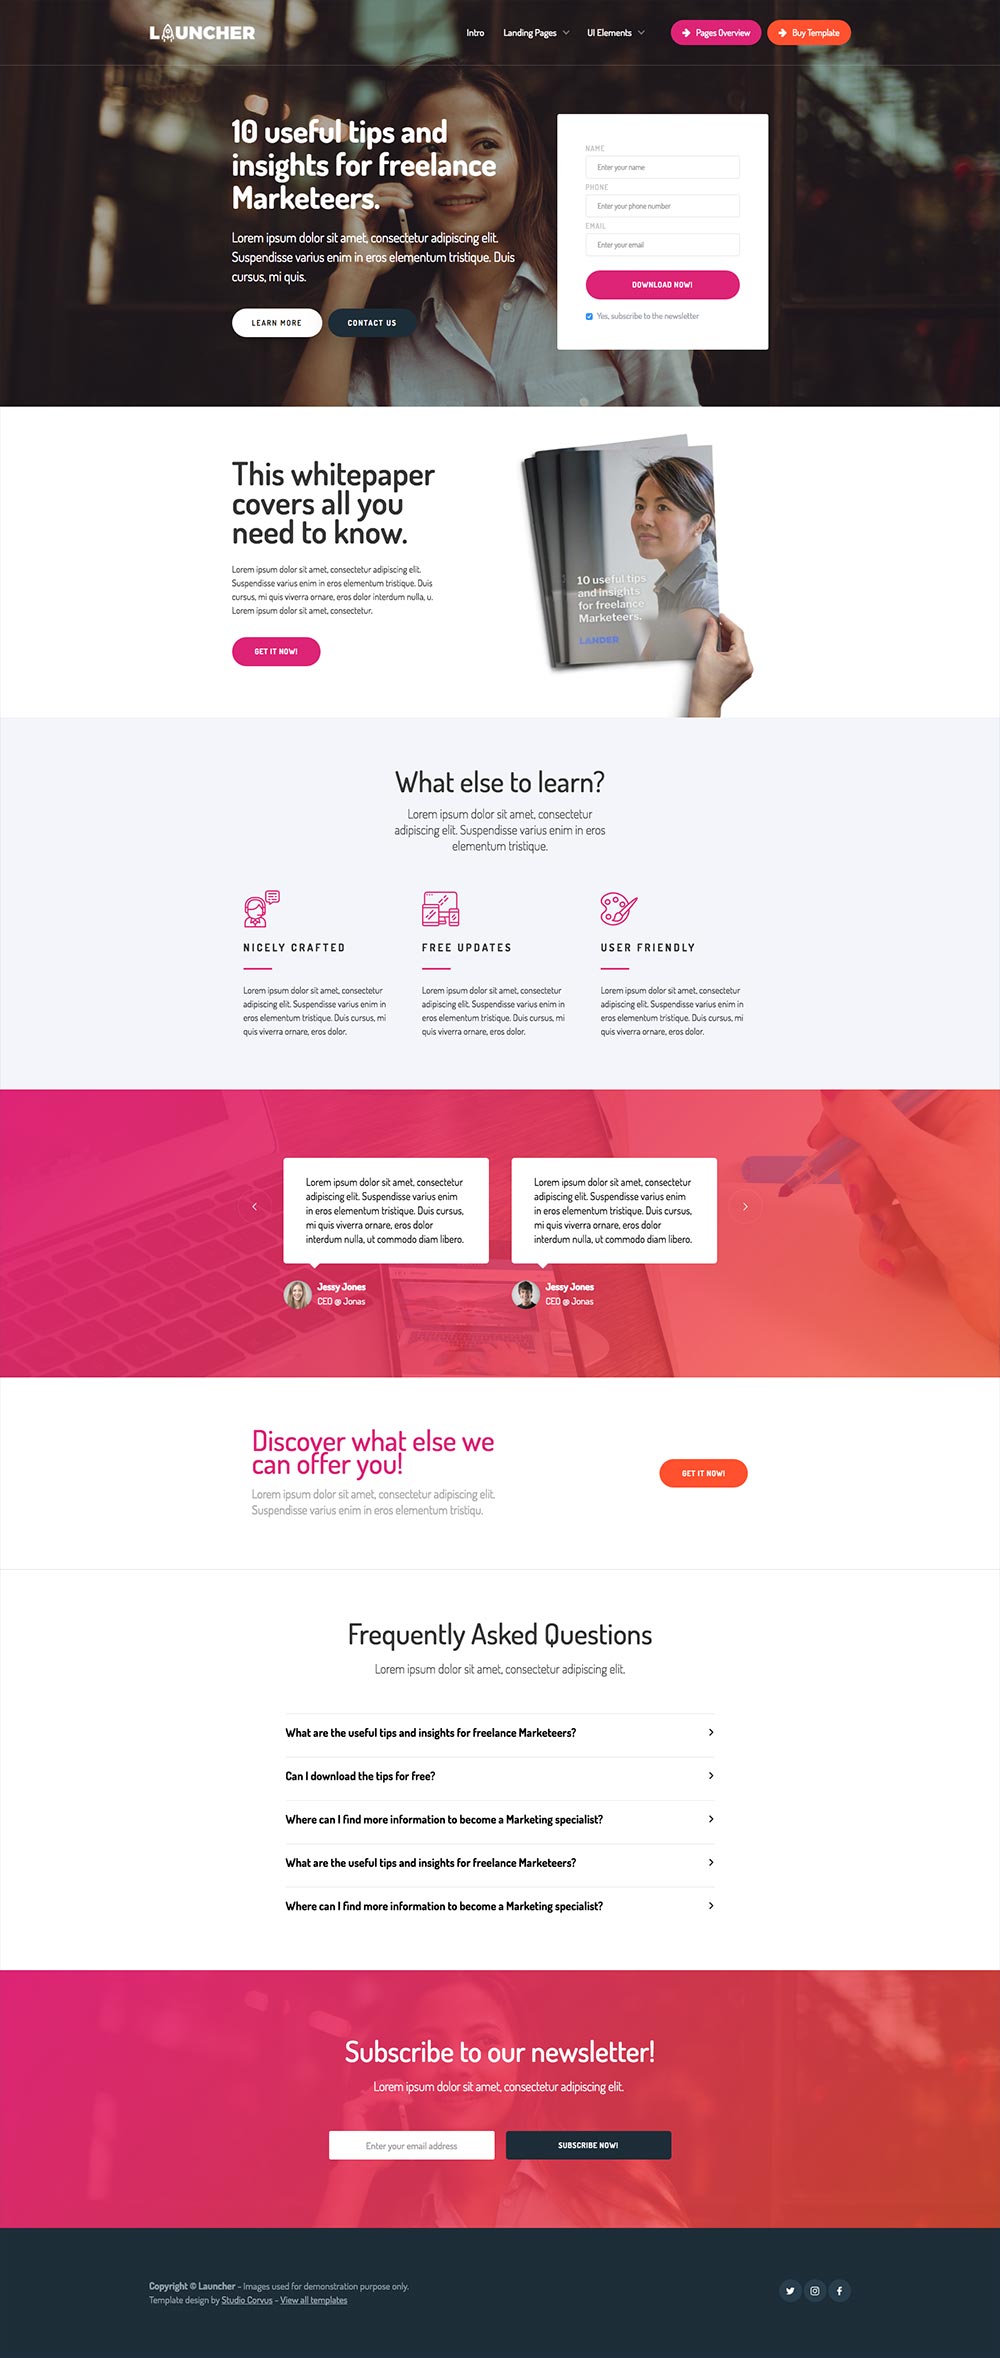 LAUNCHER
Intro Landing Pages UI Elements Pages Overview Buy Template
10 useful tips and
insights for freelance
Marketeers.
Lorem ipsum dolor sit amet, consectetur adipiscing elit.
Suspendisse varius enim in eros elementum tristique. Duis
cursus, mi quis.
LEARN MORE CONTACT US
NAME
Enter your name
PHONE
Enter your phone number
EMAIL
Enter your email
DOWNLOAD NOW!
Yes, subscribe to the newsletter
This whitepaper
covers all you
need to know.
Lorem ipsum dolor sit amet, consectetur adipiscing elit.
Suspendisse varius enim in eros elementum tristique. Duis
cursus, mi quis viverra ornare, eros dolor interdum nulla, u.
Lorem ipsum dolor sit amet, consectetur.
GET IT NOW!
10 useful tips
and insights
for freelance
Marketeers.
LANDER
What else to learn?
Lorem ipsum dolor sit amet, consectetur
adipiscing elit. Suspendisse varius enim in eros
elementum tristique.
NICELY CRAFTED
Lorem ipsum dolor sit amet, consectetur
adipiscing elit. Suspendisse varius enim in
eros elementum tristique. Duis cursus, mi
quis viverra ornare, eros dolor.
FREE UPDATES
Lorem ipsum dolor sit amet, consectetur
adipiscing elit. Suspendisse varius enim in
eros elementum tristique. Duis cursus, mi
quis viverra ornare, eros dolor.
USER FRIENDLY
Lorem ipsum dolor sit amet, consectetur
adipiscing elit. Suspendisse varius enim in
eros elementum tristique. Duis cursus, mi
quis viverra ornare, eros dolor.
Lorem ipsum dolor sit amet, consectetur
adipiscing elit. Suspendisse varius enim
in eros elementum tristique. Duis cursus,
mi quis viverra ornare, eros dolor
interdum nulla, ut commodo diam libero.
Jessy Jones
CEO @ Jonas
Lorem ipsum dolor sit amet, consectetur
adipiscing elit. Suspendisse varius enim
in eros elementum tristique. Duis cursus,
mi quis viverra ornare, eros dolor
interdum nulla, ut commodo diam libero.
Jessy Jones
CEO @ Jonas
Discover what else we
can offer you!
Lorem ipsum dolor sit amet, consectetur adipiscing elit.
Suspendisse varius enim in eros elementum tristiqu.
GET IT NOW!
Frequently Asked Questions
Lorem ipsum dolor sit amet, consectetur adipiscing elit.
What are the useful tips and insights for freelance Marketeers?
Can I download the tips for free?
Where can I find more information to become a Marketing specialist?
What are the useful tips and insights for freelance Marketeers?
Where can I find more information to become a Marketing specialist?
Subscribe to our newsletter!
Lorem ipsum dolor sit amet, consectetur adipiscing elit.
Enter your email address SUBSCRIBE NOW!
Copyright © Launcher - Images used for demonstration purpose only.
Template design by Studio Corvus - View all templates